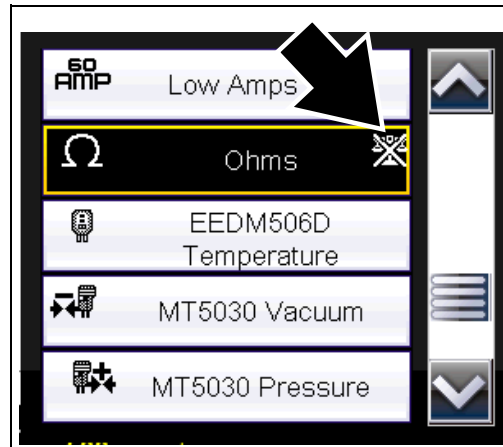 60
AMP
Low Amps
Ω
Ohms
EEDM506D
Temperature
MT5030 Vacuum
MT5030 Pressure